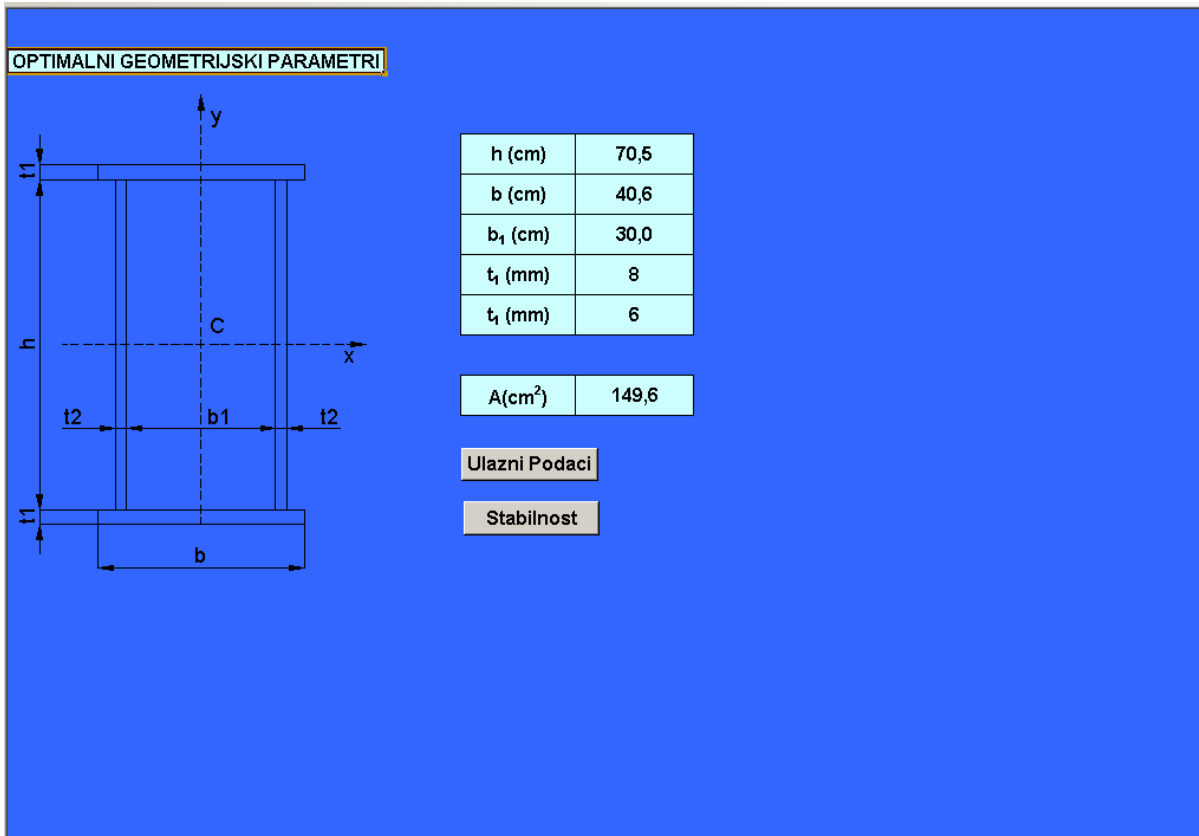 OPTIMALNI GEOMETRIJSKI PARAMETRI
y
t1
h
C
x
t2 b1 t2
t1
b
h (cm) 70,5
b (cm) 40,6
b₁ (cm) 30,0
t₁ (mm) 8
t₁ (mm) 6
A(cm²) 149,6
Ulazni Podaci
Stabilnost